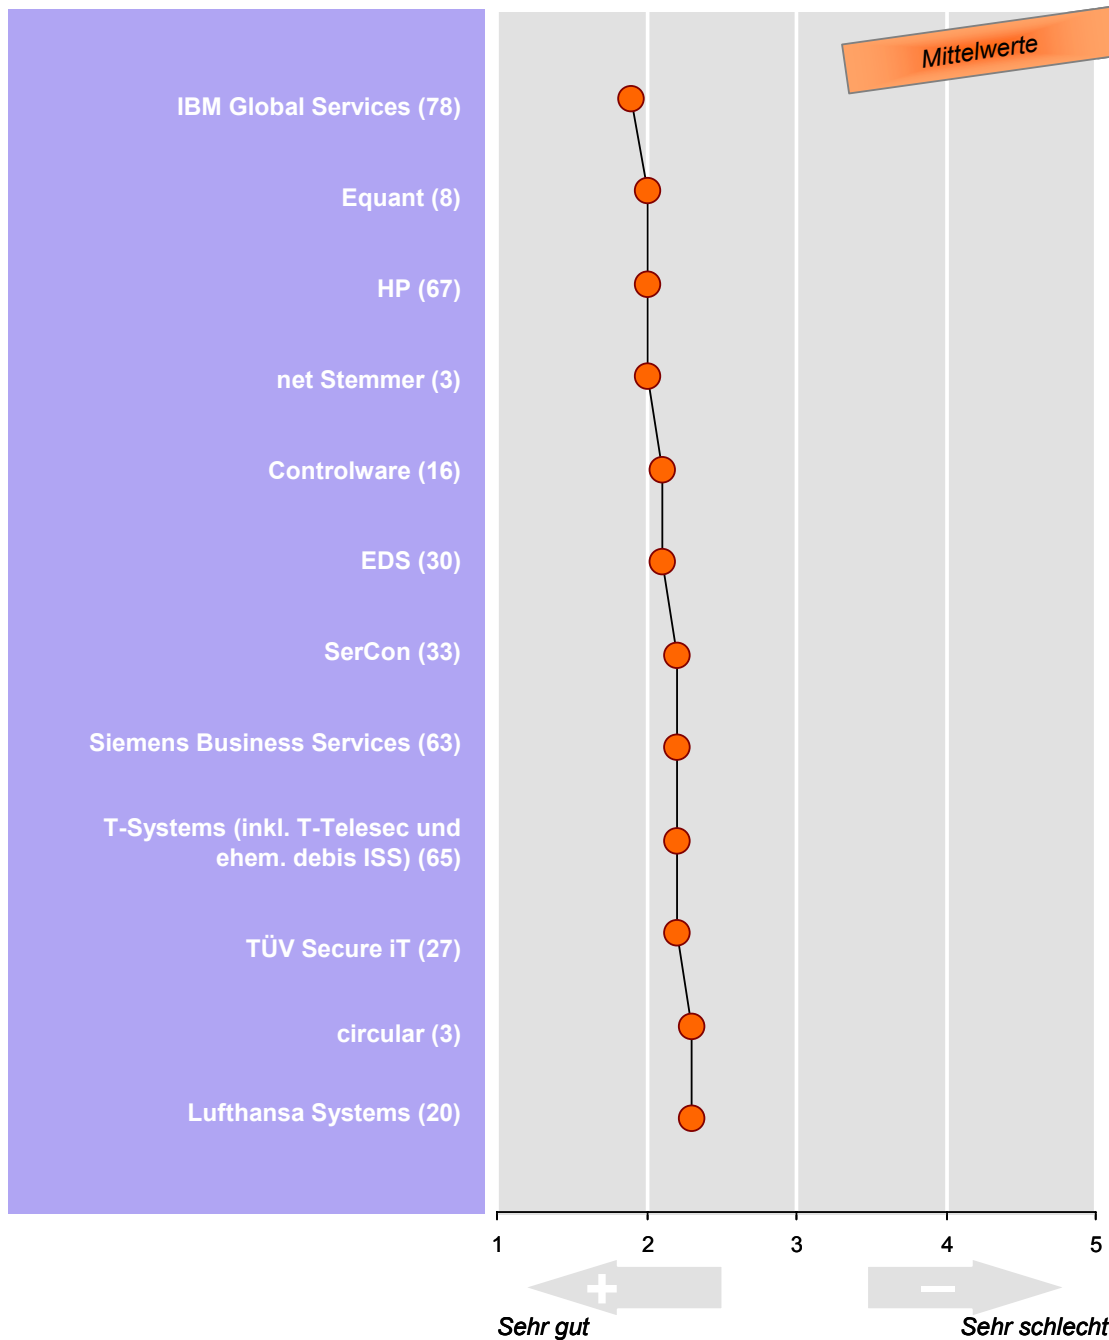 Mittelwerte
IBM Global Services (78)
Equant (8)
HP (67)
net Stemmer (3)
Controlware (16)
EDS (30)
SerCon (33)
Siemens Business Services (63)
T-Systems (inkl. T-Telesec und
ehem. debis ISS) (65)
TÜV Secure iT (27)
circular (3)
Lufthansa Systems (20)
1 2 3 4 5
+ −
Sehr gut Sehr schlecht